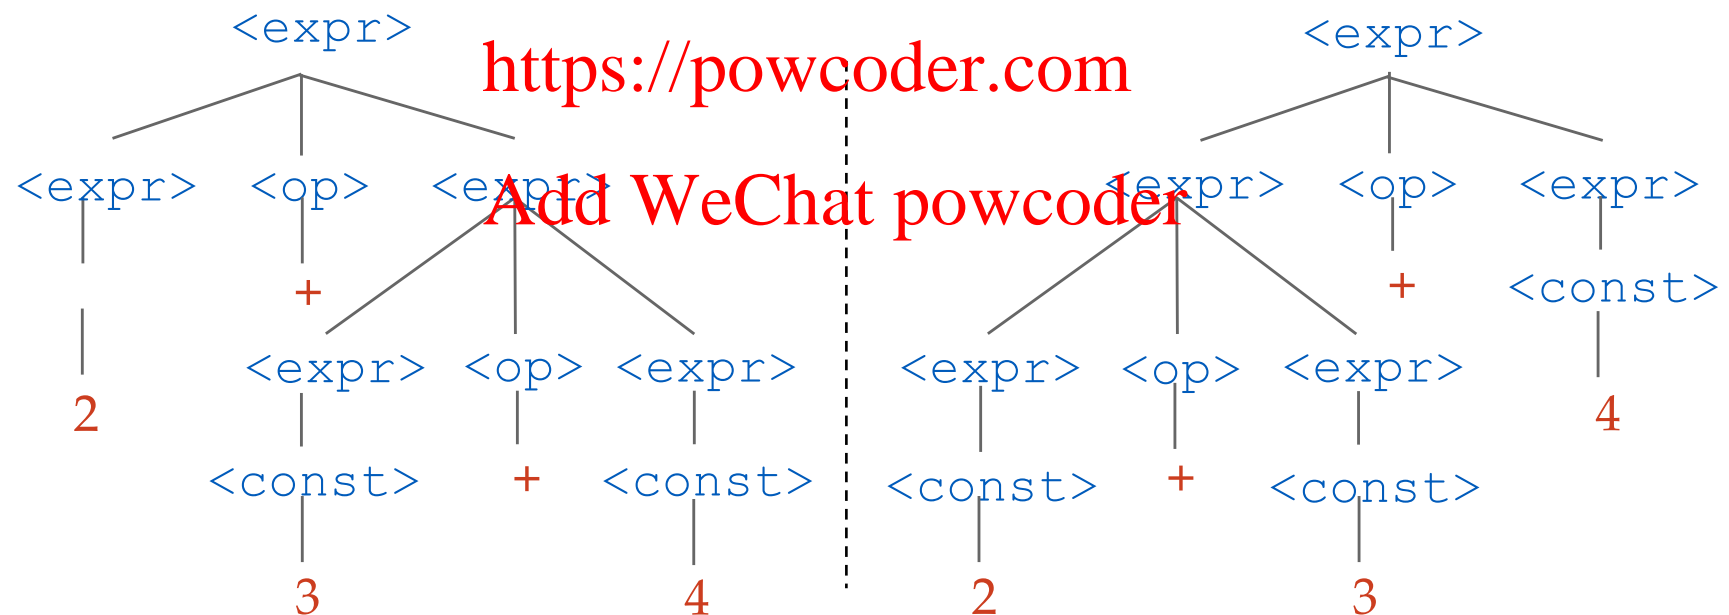 <expr> <expr>
https://powcoder.com
<expr> <op> <expr> <expr> <op> <expr>
Add WeChat powcoder
+ + <const>
<expr> <op> <expr> <expr> <op> <expr>
2 4
<const> + <const> <const> + <const>
3 4 2 3